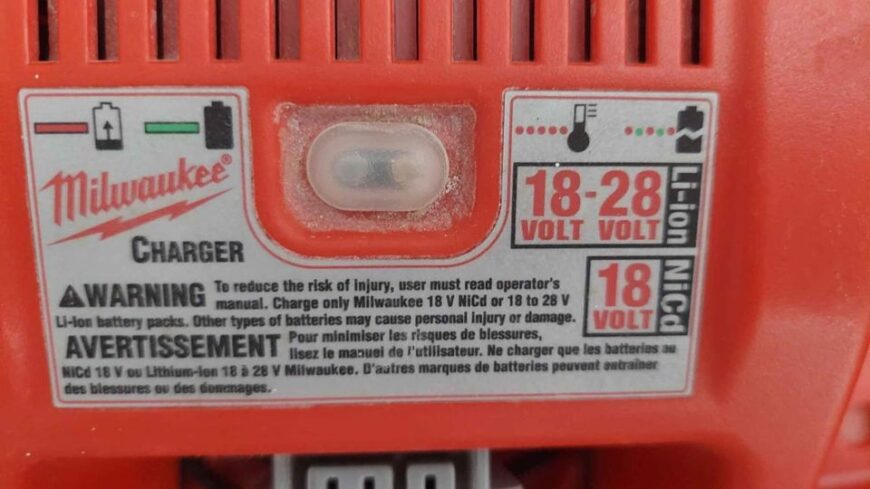 Milwaukee®
CHARGER
18-28
VOLT VOLT
Li-ion
18
VOLT
NiCd
⚠WARNING To reduce the risk of injury, user must read operator's
manual. Charge only Milwaukee 18 V NiCd or 18 to 28 V
Li-Ion battery packs. Other types of batteries may cause personal injury or damage.
AVERTISSEMENT Pour minimiser les risques de blessures,
lisez le manuel de l'utilisateur. Ne charger que les batteries au
NiCd 18 V ou Lithium-Ion 18 à 28 V Milwaukee. D'autres marques de batteries peuvent entraîner
des blessures ou des dommages.